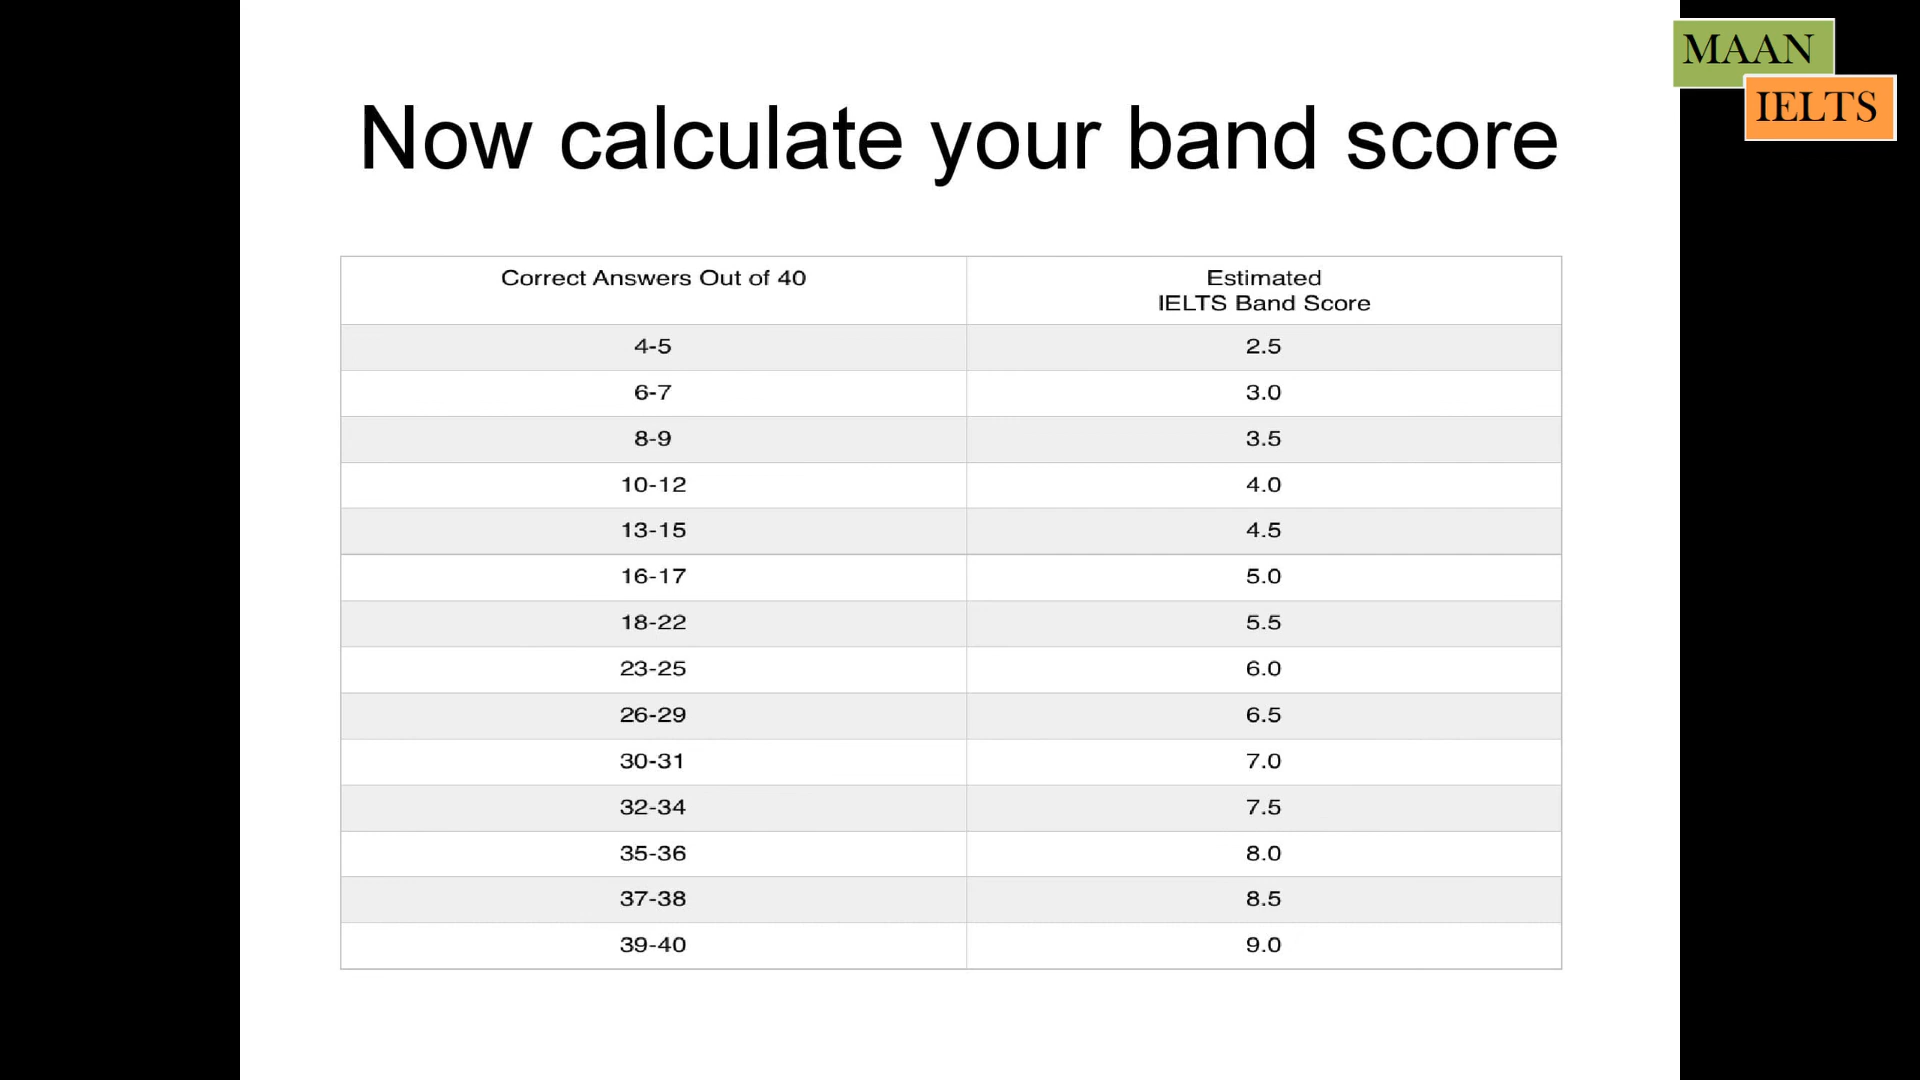 MAAN
IELTS
Now calculate your band score
Correct Answers Out of 40 Estimated
IELTS Band Score
4-5 2.5
6-7 3.0
8-9 3.5
10-12 4.0
13-15 4.5
16-17 5.0
18-22 5.5
23-25 6.0
26-29 6.5
30-31 7.0
32-34 7.5
35-36 8.0
37-38 8.5
39-40 9.0